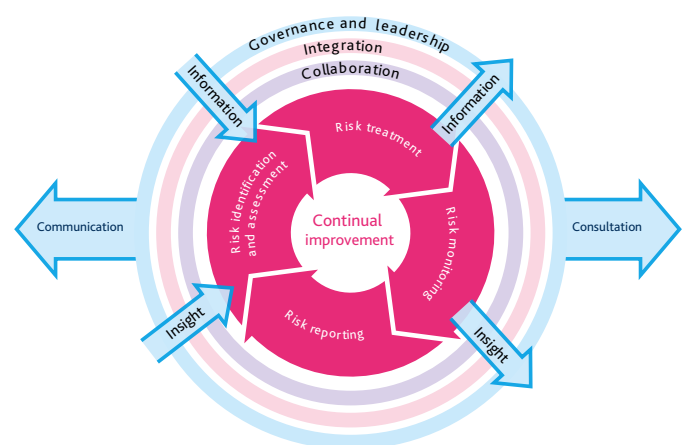 Governance and leadership
Integration
Collaboration
Information
Information
Risk treatment
Risk identification
and assessment
Continual
improvement
Risk monitoring
Communication
Consultation
Insight
Risk reporting
Insight